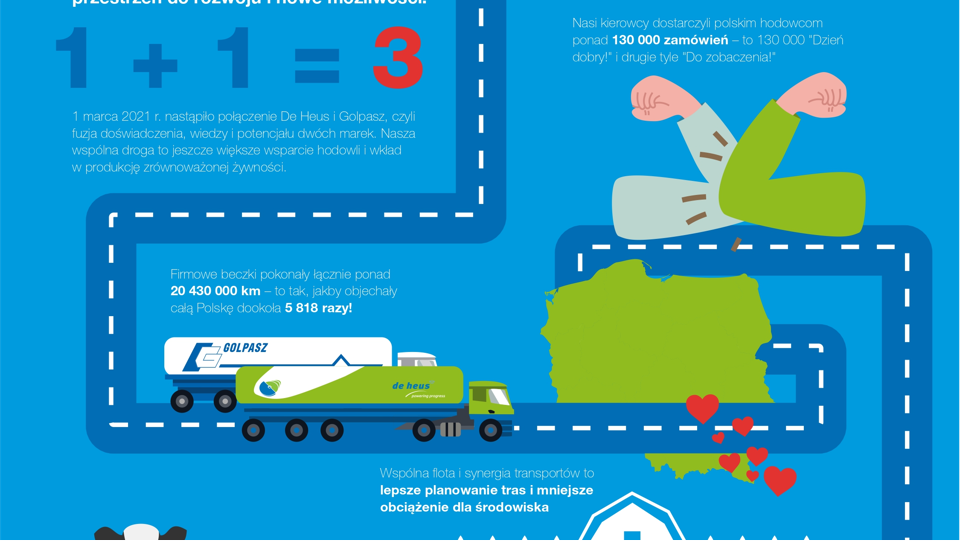 przestrzeń do rozwoju i nowe możliwości.
1 + 1 = 3
1 marca 2021 r. nastąpiło połączenie De Heus i Golpasz, czyli
fuzja doświadczenia, wiedzy i potencjału dwóch marek. Nasza
wspólna droga to jeszcze większe wsparcie hodowli i wkład
w produkcję zrównoważonej żywności.
Nasi kierowcy dostarczyli polskim hodowcom
ponad 130 000 zamówień – to 130 000 "Dzień
dobry!" i drugie tyle "Do zobaczenia!"
Firmowe beczki pokonały łącznie ponad
20 430 000 km – to tak, jakby objechały
całą Polskę dookoła 5 818 razy!
GOLPASZ
de heus
powering progress
Wspólna flota i synergia transportów to
lepsze planowanie tras i mniejsze
obciążenie dla środowiska